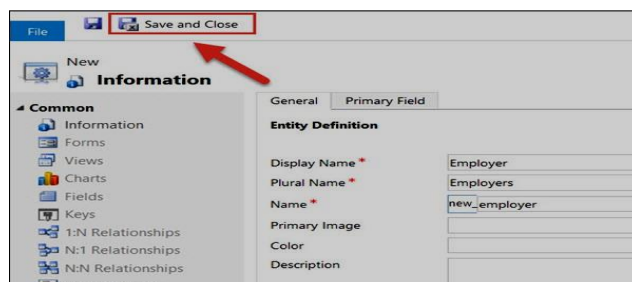 File
Save and Close
New
Information
Common
Information
Forms
Views
Charts
Fields
Keys
1:N Relationships
N:1 Relationships
N:N Relationships
General Primary Field
Entity Definition
Display Name * Employer
Plural Name * Employers
Name * new_employer
Primary Image
Color
Description